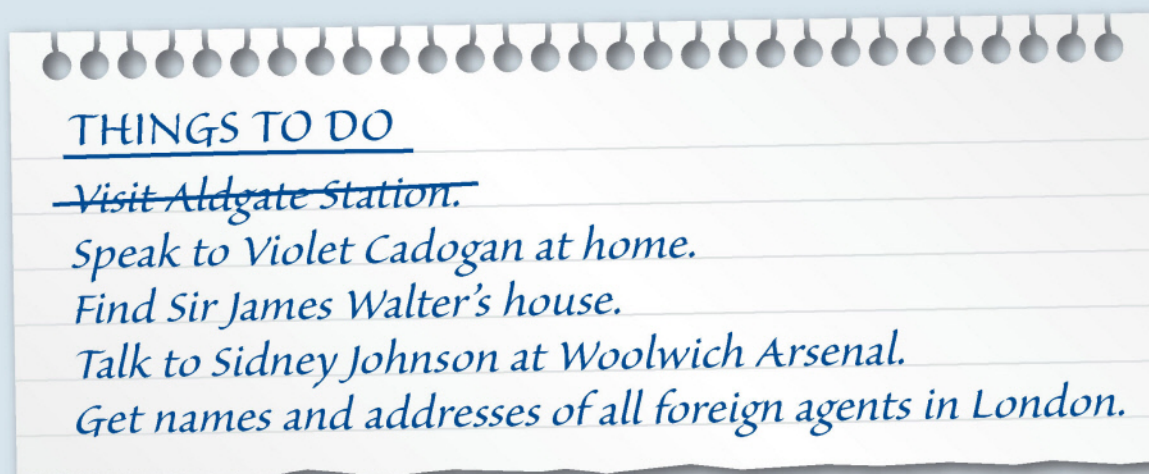 THINGS TO DO
Visit Aldgate Station.
Speak to Violet Cadogan at home.
Find Sir James Walter's house.
Talk to Sidney Johnson at Woolwich Arsenal.
Get names and addresses of all foreign agents in London.